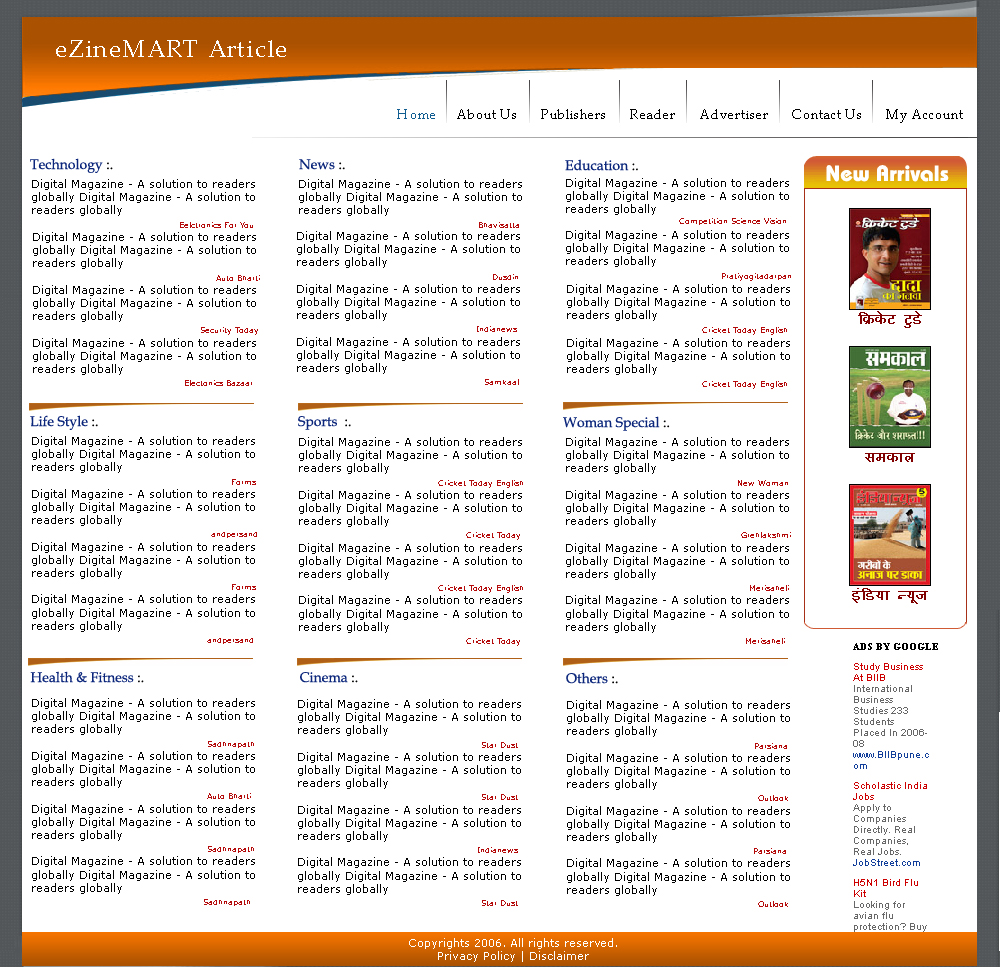 eZineMART Article
Home
About Us
Publishers
Reader
Advertiser
Contact Us
My Account
Technology :.
Digital Magazine - A solution to readers
globally Digital Magazine - A solution to
readers globally
Eelctronics For You
Digital Magazine - A solution to readers
globally Digital Magazine - A solution to
readers globally
Auto Bharti
Digital Magazine - A solution to readers
globally Digital Magazine - A solution to
readers globally
Security Today
Digital Magazine - A solution to readers
globally Digital Magazine - A solution to
readers globally
Electonics Bazaar
News :.
Digital Magazine - A solution to readers
globally Digital Magazine - A solution to
readers globally
Bhavisatta
Digital Magazine - A solution to readers
globally Digital Magazine - A solution to
readers globally
Dusdin
Digital Magazine - A solution to readers
globally Digital Magazine - A solution to
readers globally
Indianews
Digital Magazine - A solution to readers
globally Digital Magazine - A solution to
readers globally
Samkaal
Education :.
Digital Magazine - A solution to readers
globally Digital Magazine - A solution to
readers globally
Competition Science Vision
Digital Magazine - A solution to readers
globally Digital Magazine - A solution to
readers globally
Pratiyogitadarpan
Digital Magazine - A solution to readers
globally Digital Magazine - A solution to
readers globally
Cricket Today English
Digital Magazine - A solution to readers
globally Digital Magazine - A solution to
readers globally
Cricket Today English
Life Style :.
Digital Magazine - A solution to readers
globally Digital Magazine - A solution to
readers globally
Forms
Digital Magazine - A solution to readers
globally Digital Magazine - A solution to
readers globally
andpersand
Digital Magazine - A solution to readers
globally Digital Magazine - A solution to
readers globally
Forms
Digital Magazine - A solution to readers
globally Digital Magazine - A solution to
readers globally
andpersand
Sports :.
Digital Magazine - A solution to readers
globally Digital Magazine - A solution to
readers globally
Cricket Today English
Digital Magazine - A solution to readers
globally Digital Magazine - A solution to
readers globally
Cricket Today
Digital Magazine - A solution to readers
globally Digital Magazine - A solution to
readers globally
Cricket Today English
Digital Magazine - A solution to readers
globally Digital Magazine - A solution to
readers globally
Cricket Today
Woman Special :.
Digital Magazine - A solution to readers
globally Digital Magazine - A solution to
readers globally
New Woman
Digital Magazine - A solution to readers
globally Digital Magazine - A solution to
readers globally
Grehlakshmi
Digital Magazine - A solution to readers
globally Digital Magazine - A solution to
readers globally
Merisaheli
Digital Magazine - A solution to readers
globally Digital Magazine - A solution to
readers globally
Merisaheli
Health & Fitness :.
Digital Magazine - A solution to readers
globally Digital Magazine - A solution to
readers globally
Sadhnapath
Digital Magazine - A solution to readers
globally Digital Magazine - A solution to
readers globally
Auto Bharti
Digital Magazine - A solution to readers
globally Digital Magazine - A solution to
readers globally
Sadhnapath
Digital Magazine - A solution to readers
globally Digital Magazine - A solution to
readers globally
Sadhnapath
Cinema :.
Digital Magazine - A solution to readers
globally Digital Magazine - A solution to
readers globally
Star Dust
Digital Magazine - A solution to readers
globally Digital Magazine - A solution to
readers globally
Star Dust
Digital Magazine - A solution to readers
globally Digital Magazine - A solution to
readers globally
Indianews
Digital Magazine - A solution to readers
globally Digital Magazine - A solution to
readers globally
Star Dust
Others :.
Digital Magazine - A solution to readers
globally Digital Magazine - A solution to
readers globally
Parsiana
Digital Magazine - A solution to readers
globally Digital Magazine - A solution to
readers globally
Outlook
Digital Magazine - A solution to readers
globally Digital Magazine - A solution to
readers globally
Parsiana
Digital Magazine - A solution to readers
globally Digital Magazine - A solution to
readers globally
Outlook
New Arrivals
क्रिकेट टुडे
दादा
का जलवा
क्रिकेट टुडे
समकाल
क्रिकेट और शराफत!!!
समकाल
इंडिया न्यूज
गरीबों के
अनाज पर डाका
इंडिया न्यूज
ADS BY GOOGLE
Study Business
At BIIB
International
Business
Studies 233
Students
Placed In 2006-
08
www.BIIBpune.c
om
Scholastic India
Jobs
Apply to
Companies
Directly. Real
Companies,
Real Jobs.
JobStreet.com
H5N1 Bird Flu
Kit
Looking for
avian flu
protection? Buy
Copyrights 2006. All rights reserved.
Privacy Policy | Disclaimer